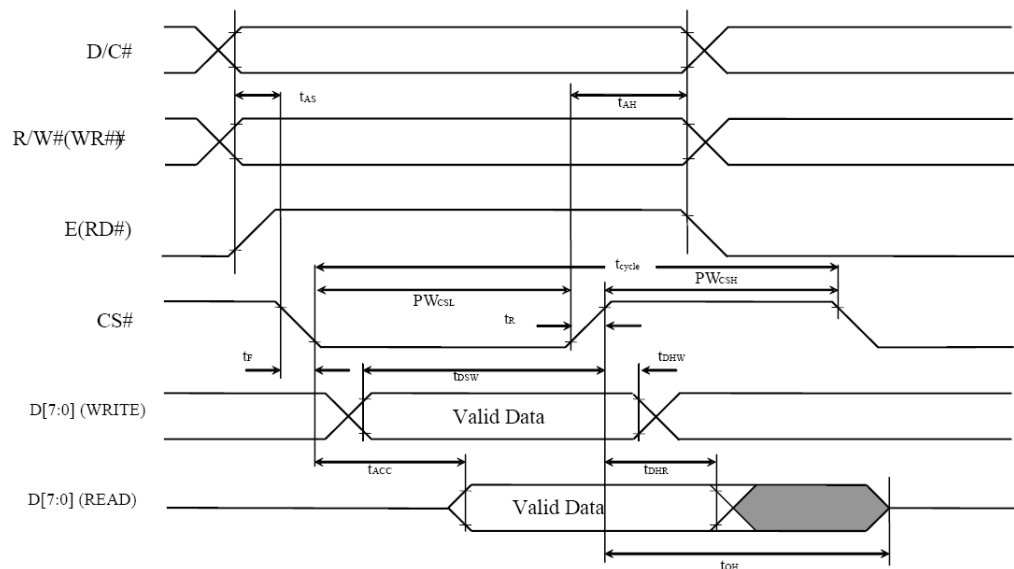 D/C#
tAS
tAH
R/W#(WR##)
E(RD#)
tcycle
PWCSL
PWCSH
CS#
tR
tF
tDSW
tDHW
D[7:0] (WRITE)
Valid Data
tACC
tDHR
D[7:0] (READ)
Valid Data
tOH